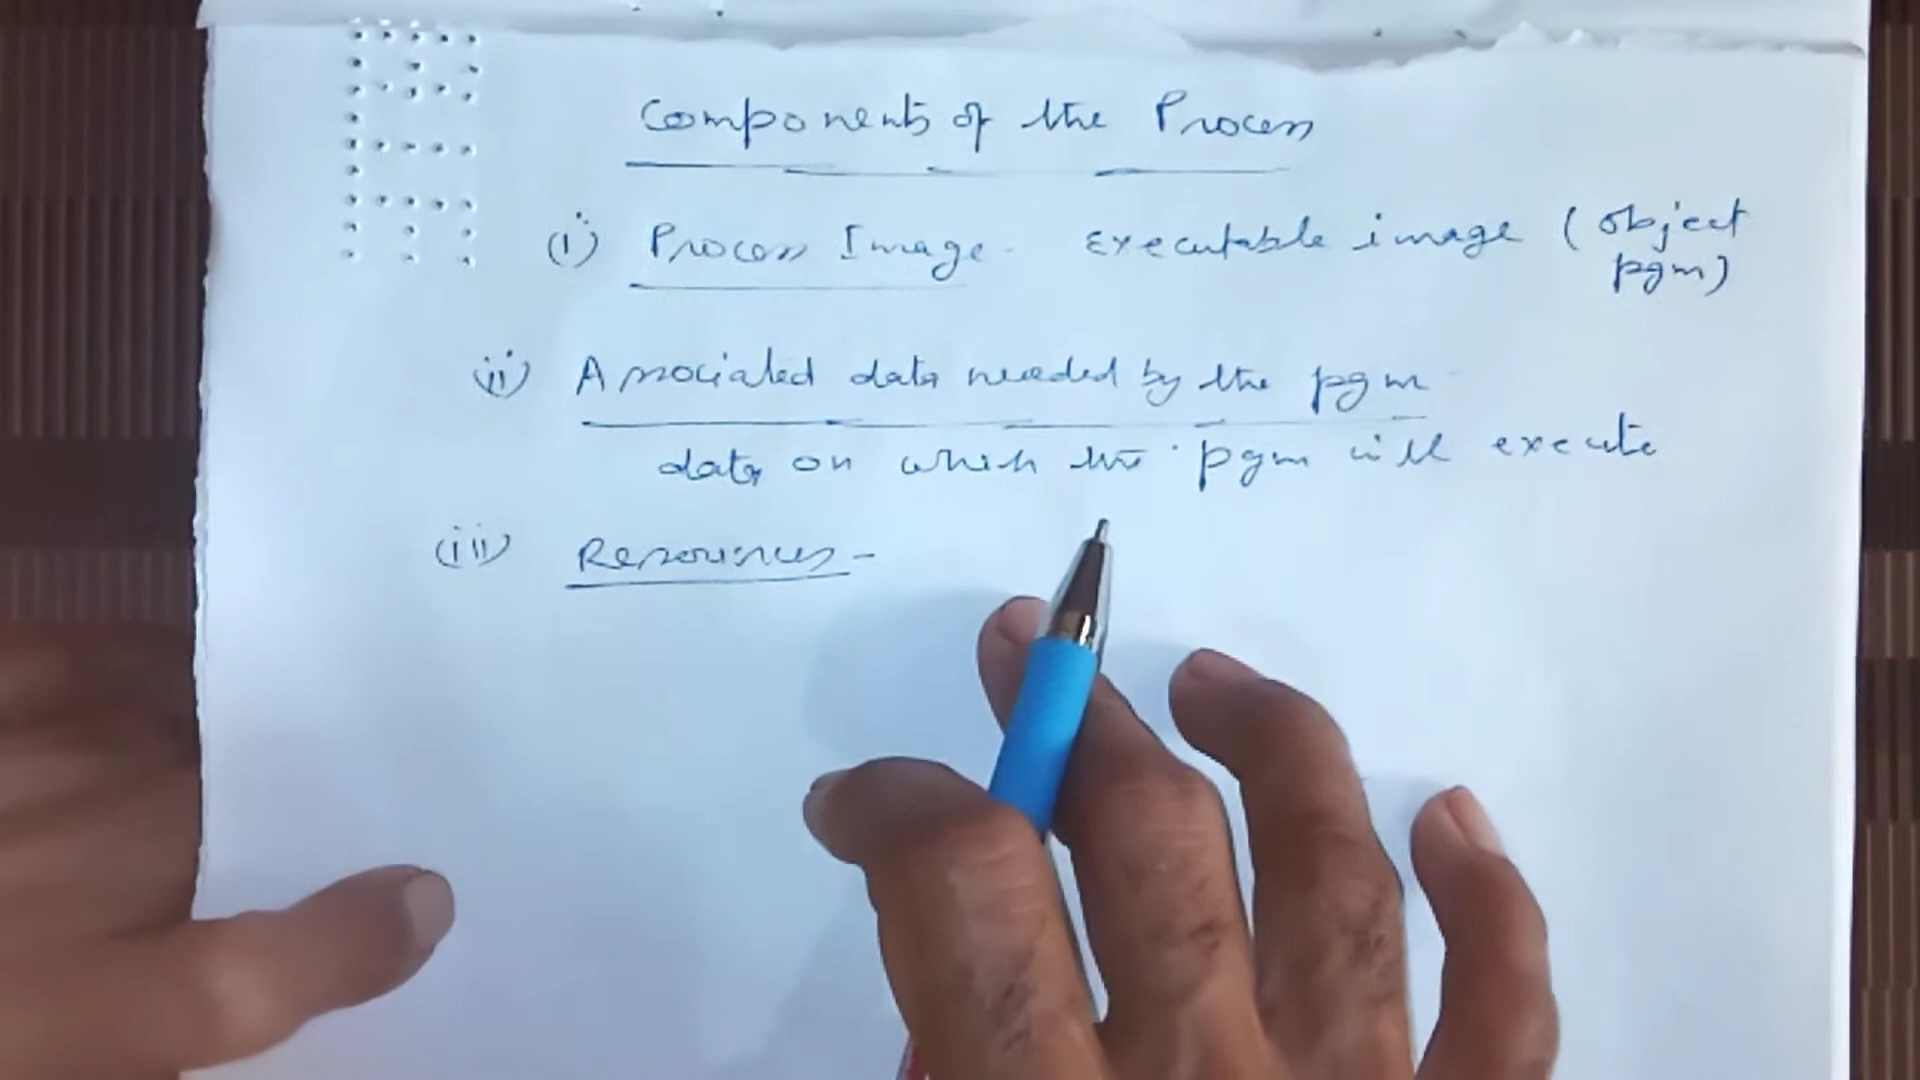 Components of the Process
(i) Process Image - Executable image (object
pgm)
ii) Associated data needed by the pgm -
data on which the pgm will execute
(iii) Resources -